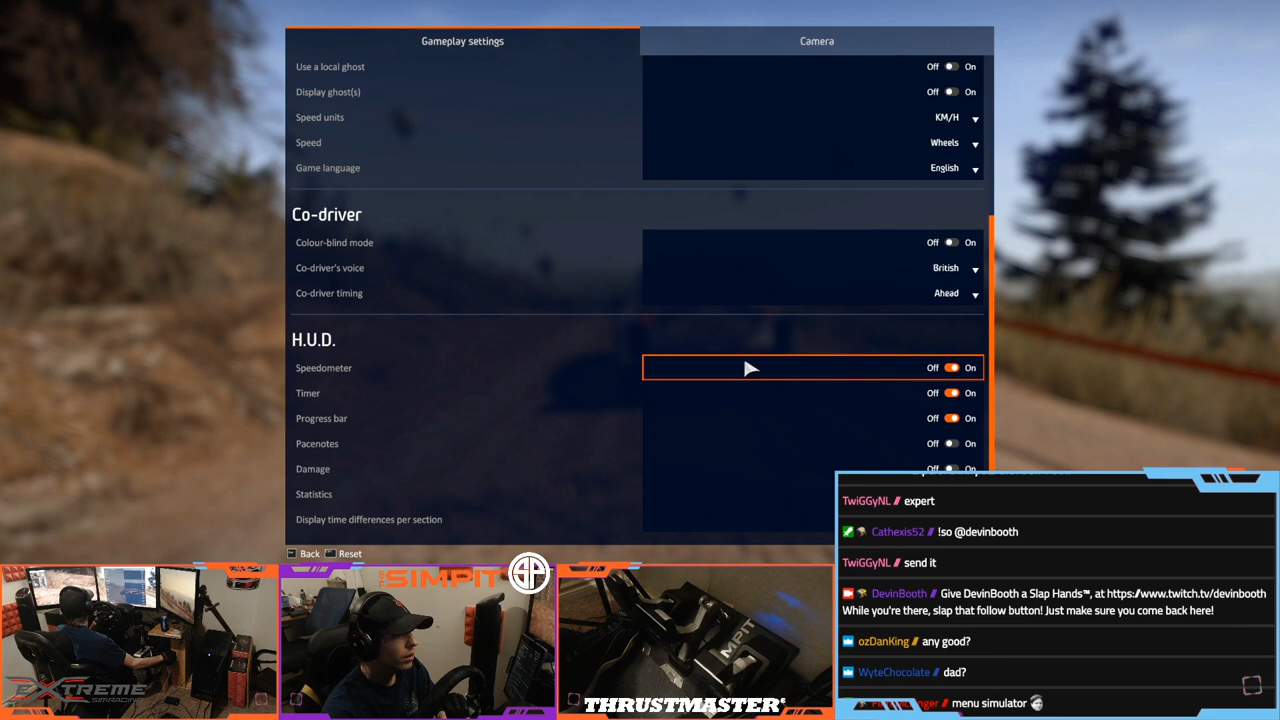 Gameplay settings
Camera
Use a local ghost
Off On
Display ghost(s)
Off On
Speed units
KM/H
Speed
Wheels
Game language
English
Co-driver
Colour-blind mode
Off On
Co-driver's voice
British
Co-driver timing
Ahead
H.U.D.
Speedometer
Off On
Timer
Off On
Progress bar
Off On
Pacenotes
Off On
Damage
Off On
Statistics
Display time differences per section
Back Reset
TwiGGyNL // expert
Cathexis52 // !so @devinbooth
TwiGGyNL // send it
DevinBooth // Give DevinBooth a Slap Hands™, at https://www.twitch.tv/devinbooth
While you're there, slap that follow button! Just make sure you come back here!
ozDanKing // any good?
WyteChocolate // dad?
menu simulator
THE SIMPIT
EXTREME
SIMRACING
SIMPIT
THRUSTMASTER